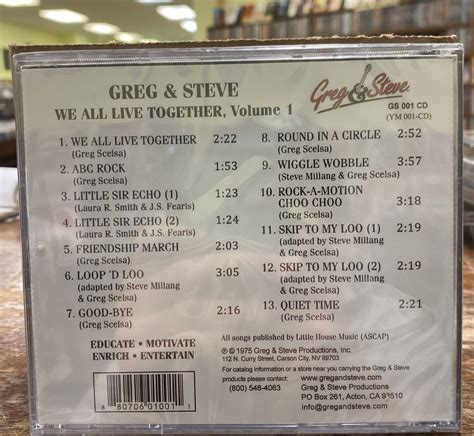 GREG & STEVE
WE ALL LIVE TOGETHER, Volume 1
Greg & Steve
GS 001 CD
(YM 001-CD)
1. WE ALL LIVE TOGETHER 2:22
(Greg Scelsa)
2. ABC ROCK 1:53
(Greg Scelsa)
3. LITTLE SIR ECHO (1) 1:23
(Laura R. Smith & J.S. Fearis)
4. LITTLE SIR ECHO (2) 1:24
(Laura R. Smith & J.S. Fearis)
5. FRIENDSHIP MARCH 2:03
(Greg Scelsa)
6. LOOP 'D LOO 3:05
(adapted by Steve Millang
& Greg Scelsa)
7. GOOD-BYE 2:16
(Greg Scelsa)
8. ROUND IN A CIRCLE 2:52
(Greg Scelsa)
9. WIGGLE WOBBLE 3:57
(Steve Millang & Greg Scelsa)
10. ROCK-A-MOTION
CHOO CHOO 3:18
(Greg Scelsa)
11. SKIP TO MY LOO (1) 2:19
(adapted by Steve Millang
& Greg Scelsa)
12. SKIP TO MY LOO (2) 2:19
(adapted by Steve Millang
& Greg Scelsa)
13. QUIET TIME 2:21
(Greg Scelsa)
EDUCATE • MOTIVATE
ENRICH • ENTERTAIN
All songs published by Little House Music (ASCAP)
℗ © 1975 Greg & Steve Productions, Inc.
112 N. Curry Street, Carson City, NV 89703
For catalog information or a store near you carrying the Greg & Steve
products, please contact: www.gregandsteve.com
(800) 548-4063 Greg & Steve Productions
PO Box 261, Acton, CA 93510
info@gregandsteve.com
8 80706 01001 1